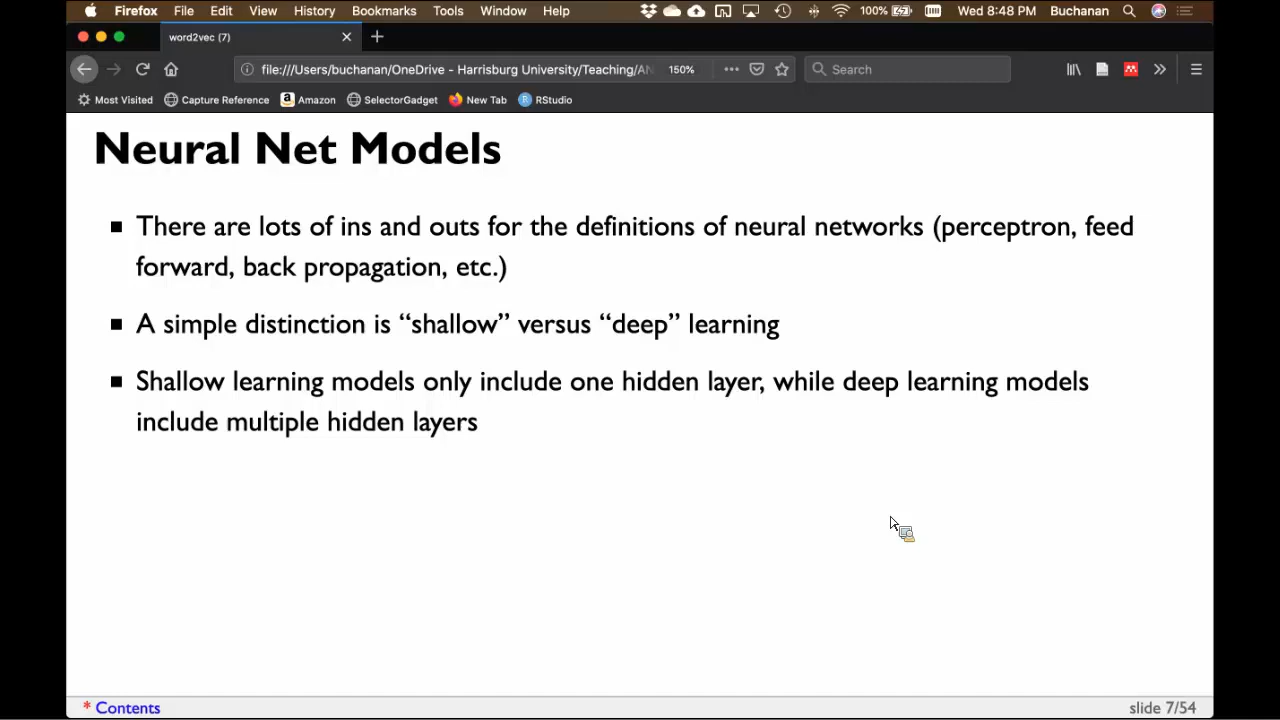 Firefox File Edit View History Bookmarks Tools Window Help 100% Wed 8:48 PM Buchanan
word2vec (7)
file:///Users/buchanan/OneDrive - Harrisburg University/Teaching/AN 150% Search
Most Visited Capture Reference Amazon SelectorGadget New Tab RStudio
Neural Net Models
There are lots of ins and outs for the definitions of neural networks (perceptron, feed
forward, back propagation, etc.)
A simple distinction is “shallow” versus “deep” learning
Shallow learning models only include one hidden layer, while deep learning models
include multiple hidden layers
* Contents slide 7/54